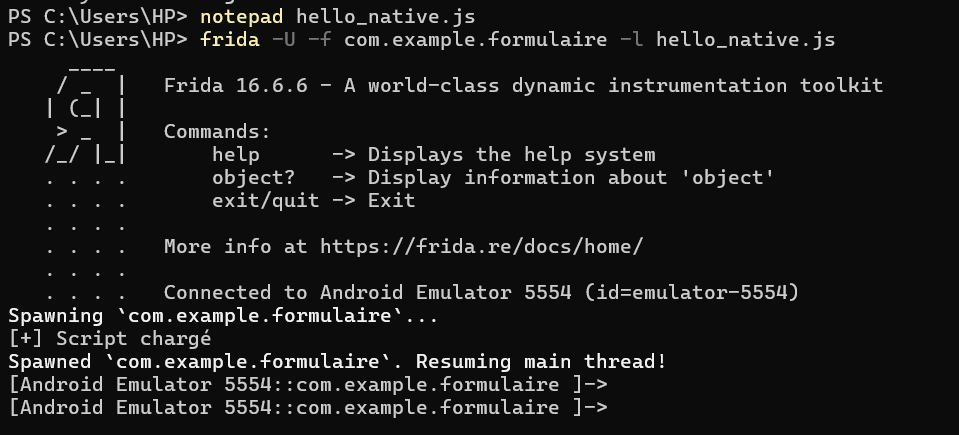 PS C:\Users\HP> notepad hello_native.js
PS C:\Users\HP> frida -U -f com.example.formulaire -l hello_native.js
     ____
    / _  |   Frida 16.6.6 - A world-class dynamic instrumentation toolkit
   | (_| |
    > _  |   Commands:
   /_/ |_|       help      -> Displays the help system
   . . . .       object?   -> Display information about 'object'
   . . . .       exit/quit -> Exit
   . . . .
   . . . .   More info at https://frida.re/docs/home/
   . . . .
   . . . .   Connected to Android Emulator 5554 (id=emulator-5554)
Spawning `com.example.formulaire`...
[+] Script chargé
Spawned `com.example.formulaire`. Resuming main thread!
[Android Emulator 5554::com.example.formulaire ]->
[Android Emulator 5554::com.example.formulaire ]->